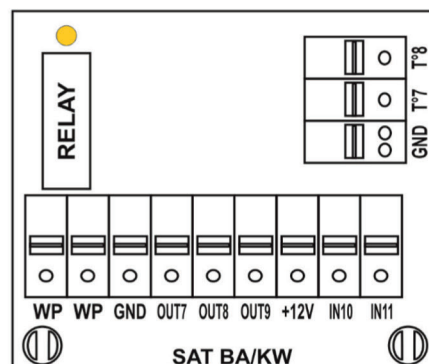 RELAY
T°8
T°7
GND
WP WP GND OUT7 OUT8 OUT9 +12V IN10 IN11
SAT BA/KW